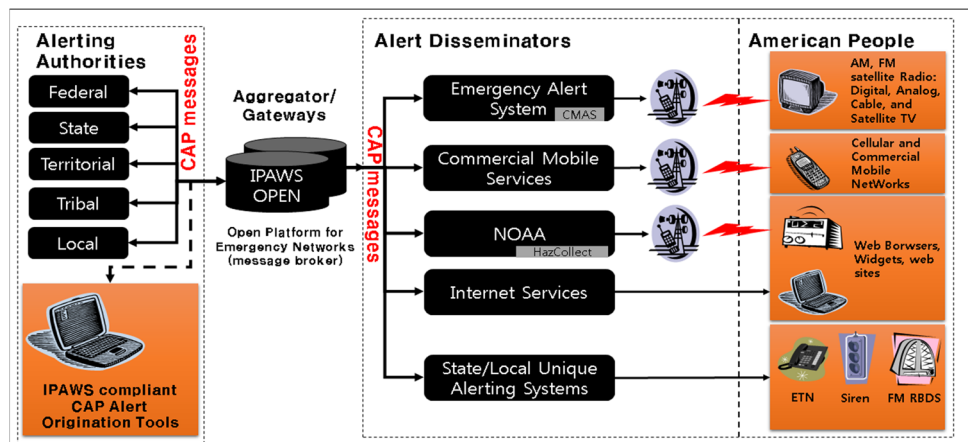 Alerting
Authorities
Federal
State
Territorial
Tribal
Local
CAP messages
IPAWS compliant
CAP Alert
Origination Tools
Aggregator/
Gateways
IPAWS
OPEN
Open Platform for
Emergency Networks
(message broker)
Alert Disseminators
CAP messages
Emergency Alert
System
CMAS
Commercial Mobile
Services
NOAA
HazCollect
Internet Services
State/Local Unique
Alerting Systems
American People
AM, FM
satellite Radio:
Digital, Analog,
Cable, and
Satellite TV
Cellular and
Commercial
Mobile
NetWorks
Web Borwsers,
Widgets, web
sites
ETN
Siren
FM RBDS